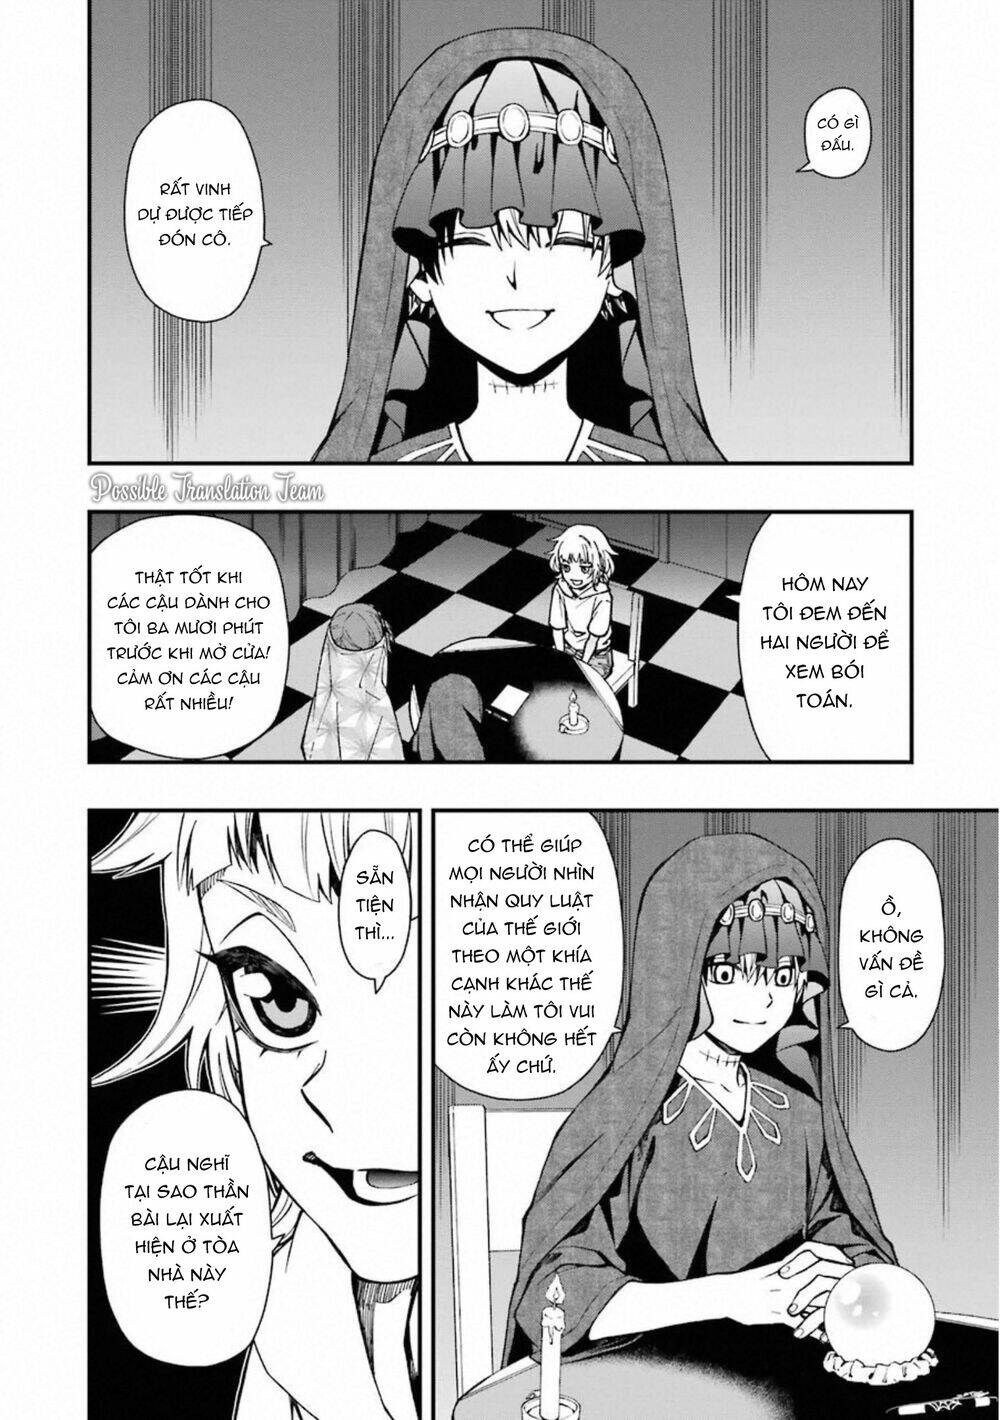 CÓ GÌ
ĐÂU.
RẤT VINH
DỰ ĐƯỢC TIẾP
ĐÓN CÔ.
Possible Translation Team
HÔM NAY
TÔI ĐEM ĐẾN
HAI NGƯỜI ĐỂ
XEM BÓI
TOÁN.
THẬT TỐT KHI
CÁC CẬU DÀNH CHO
TÔI BA MƯƠI PHÚT
TRƯỚC KHI MỞ CỬA!
CẢM ƠN CÁC CẬU
RẤT NHIỀU!
Ồ,
KHÔNG
VẤN ĐỀ
GÌ CẢ.
CÓ THỂ GIÚP
MỌI NGƯỜI NHÌN
NHẬN QUY LUẬT
CỦA THẾ GIỚI
THEO MỘT KHÍA
CẠNH KHÁC THẾ
NÀY LÀM TÔI VUI
CÒN KHÔNG HẾT
ẤY CHỨ.
SẴN
TIỆN
THÌ...
CẬU NGHĨ
TẠI SAO THẦN
BÀI LẠI XUẤT
HIỆN Ở TÒA
NHÀ NÀY
THẾ?